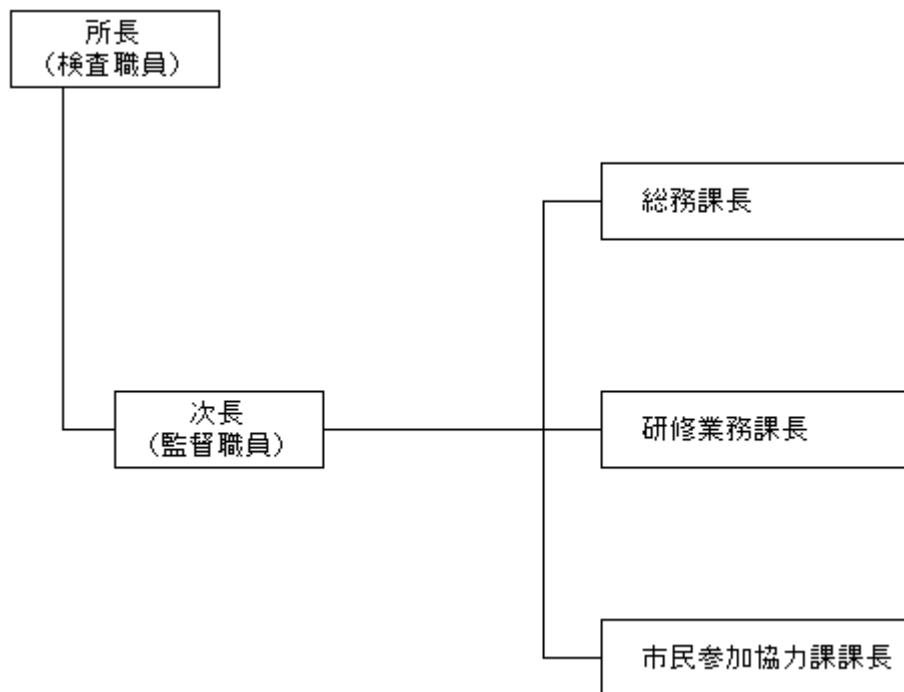 所長
（検査職員）
総務課長
次長
（監督職員）
研修業務課長
市民参加協力課課長